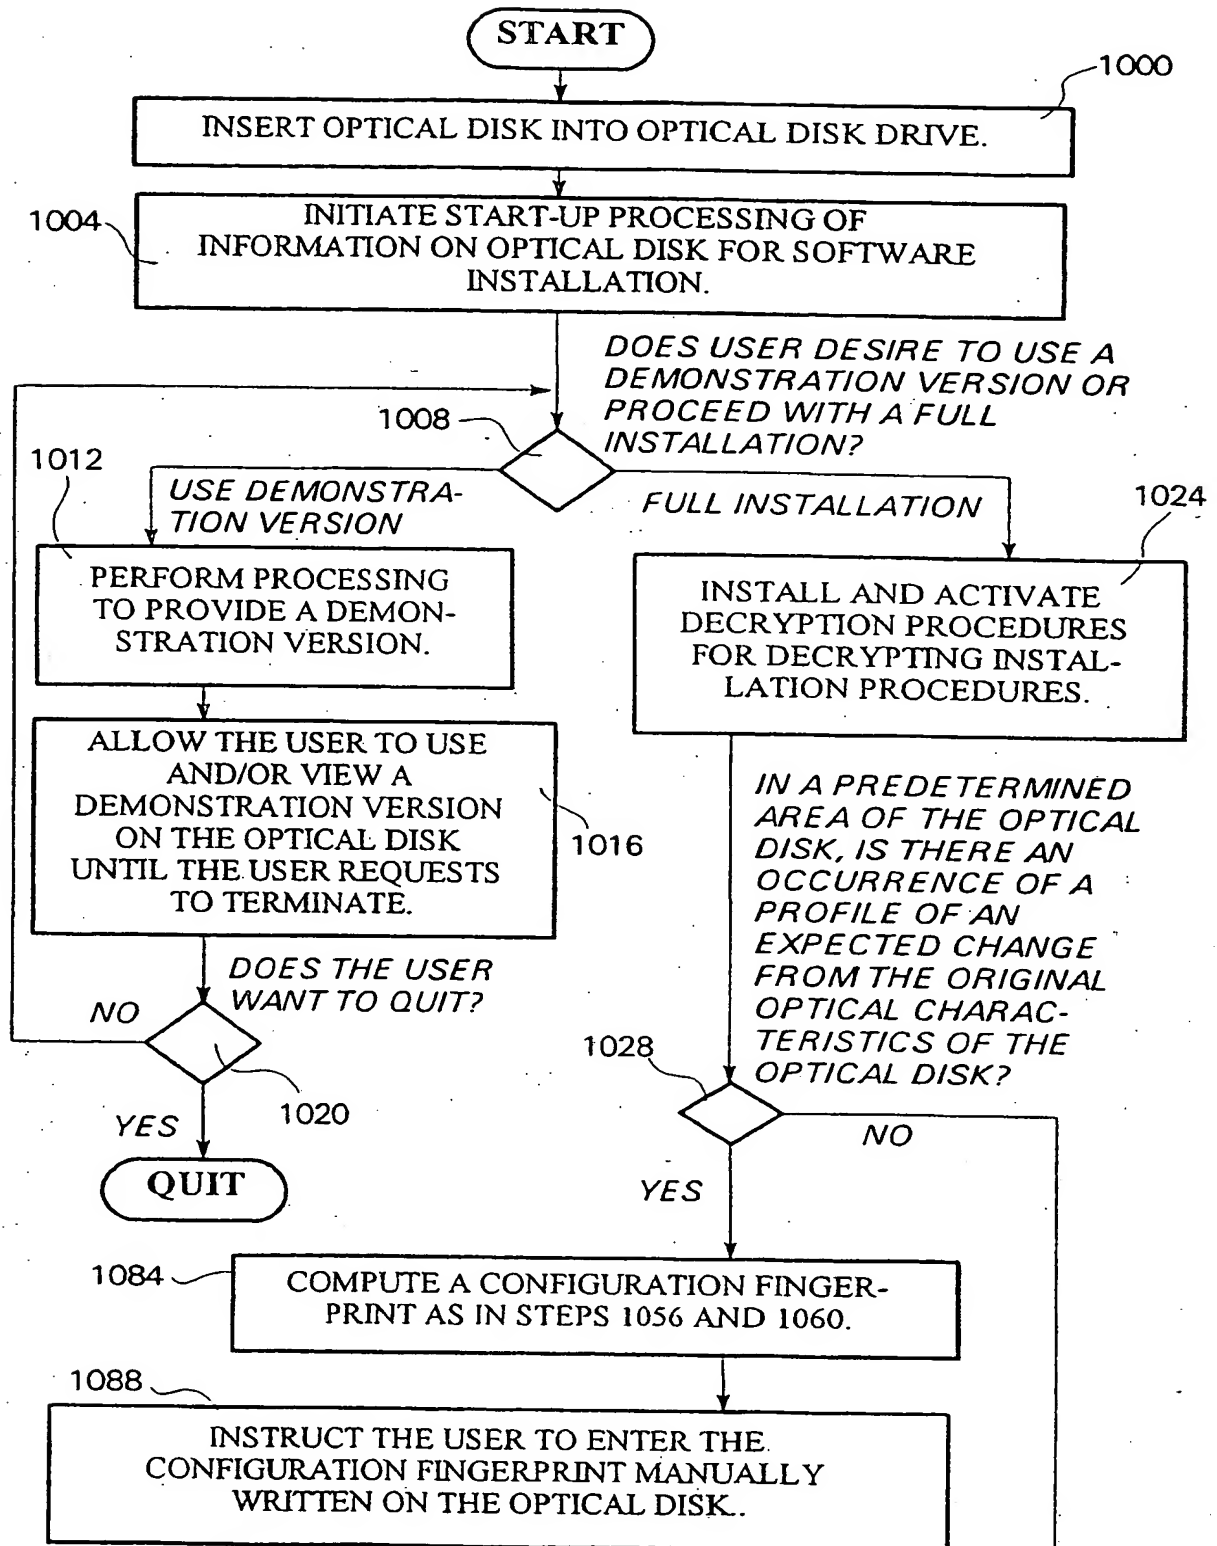 START
1000
INSERT OPTICAL DISK INTO OPTICAL DISK DRIVE.
1004
INITIATE START-UP PROCESSING OF
INFORMATION ON OPTICAL DISK FOR SOFTWARE
INSTALLATION.
DOES USER DESIRE TO USE A
DEMONSTRATION VERSION OR
PROCEED WITH A FULL
INSTALLATION?
1008
1012
USE DEMONSTRA-
TION VERSION
FULL INSTALLATION
1024
PERFORM PROCESSING
TO PROVIDE A DEMON-
STRATION VERSION.
INSTALL AND ACTIVATE
DECRYPTION PROCEDURES
FOR DECRYPTING INSTAL-
LATION PROCEDURES.
ALLOW THE USER TO USE
AND/OR VIEW A
DEMONSTRATION VERSION
ON THE OPTICAL DISK
UNTIL THE USER REQUESTS
TO TERMINATE.
1016
IN A PREDETERMINED
AREA OF THE OPTICAL
DISK, IS THERE AN
OCCURRENCE OF A
PROFILE OF AN
EXPECTED CHANGE
FROM THE ORIGINAL
OPTICAL CHARAC-
TERISTICS OF THE
OPTICAL DISK?
DOES THE USER
WANT TO QUIT?
NO
1020
YES
QUIT
1028
NO
YES
1084
COMPUTE A CONFIGURATION FINGER-
PRINT AS IN STEPS 1056 AND 1060.
1088
INSTRUCT THE USER TO ENTER THE
CONFIGURATION FINGERPRINT MANUALLY
WRITTEN ON THE OPTICAL DISK.